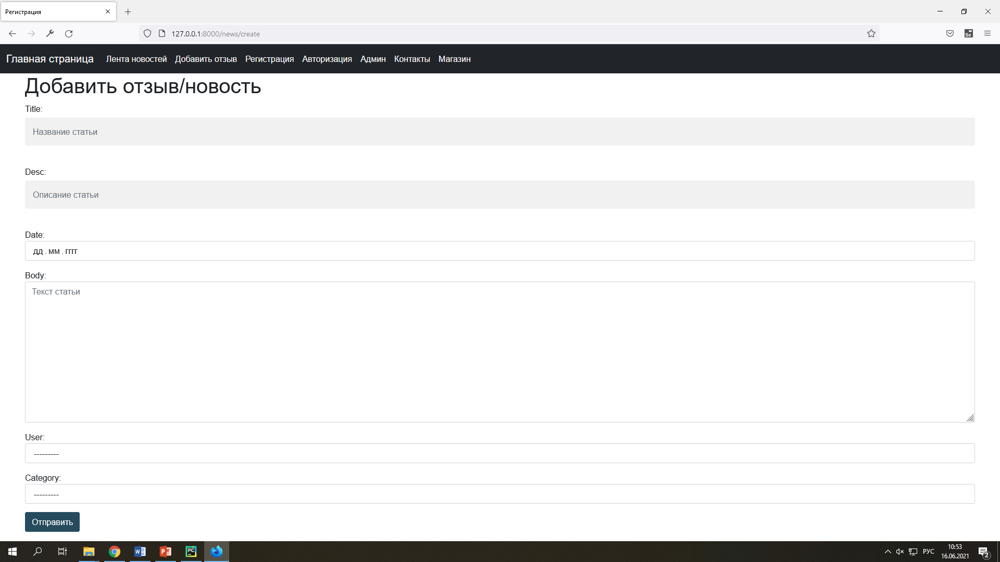 Регистрация
127.0.0.1:8000/news/create
Se
Главная страница Лента новостей Добавить отзыв Регистрация Авторизация Админ Контакты Магазин
Добавить отзыв/новость
Title:
Название статьи
Desc:
Описание статьи
Date:
дд . мм . гггг
Body:
Текст статьи
User:
---------
Category:
---------
Отправить
РУС
10:53
16.06.2021
2